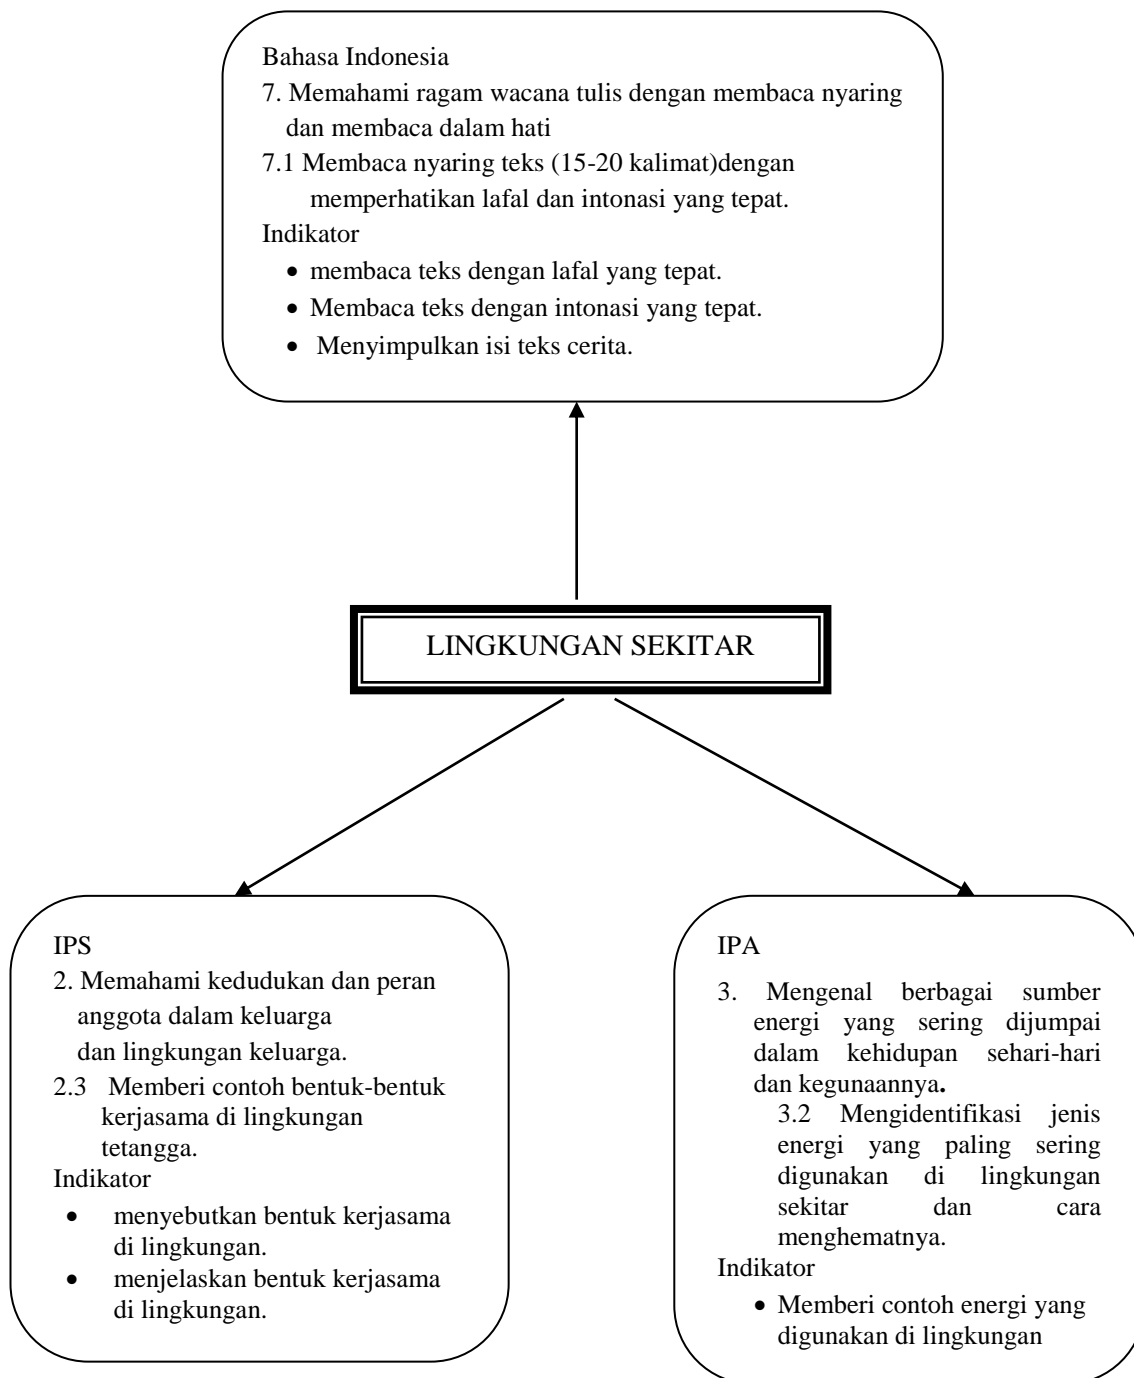 Bahasa Indonesia
7. Memahami ragam wacana tulis dengan membaca nyaring
dan membaca dalam hati
7.1 Membaca nyaring teks (15-20 kalimat)dengan
memperhatikan lafal dan intonasi yang tepat.
Indikator
• membaca teks dengan lafal yang tepat.
• Membaca teks dengan intonasi yang tepat.
• Menyimpulkan isi teks cerita.
LINGKUNGAN SEKITAR
IPS
2. Memahami kedudukan dan peran
anggota dalam keluarga
dan lingkungan keluarga.
2.3 Memberi contoh bentuk-bentuk
kerjasama di lingkungan
tetangga.
Indikator
• menyebutkan bentuk kerjasama
di lingkungan.
• menjelaskan bentuk kerjasama
di lingkungan.
IPA
3. Mengenal berbagai sumber
energi yang sering dijumpai
dalam kehidupan sehari-hari
dan kegunaannya.
3.2 Mengidentifikasi jenis
energi yang paling sering
digunakan di lingkungan
sekitar dan cara
menghematnya.
Indikator
• Memberi contoh energi yang
digunakan di lingkungan